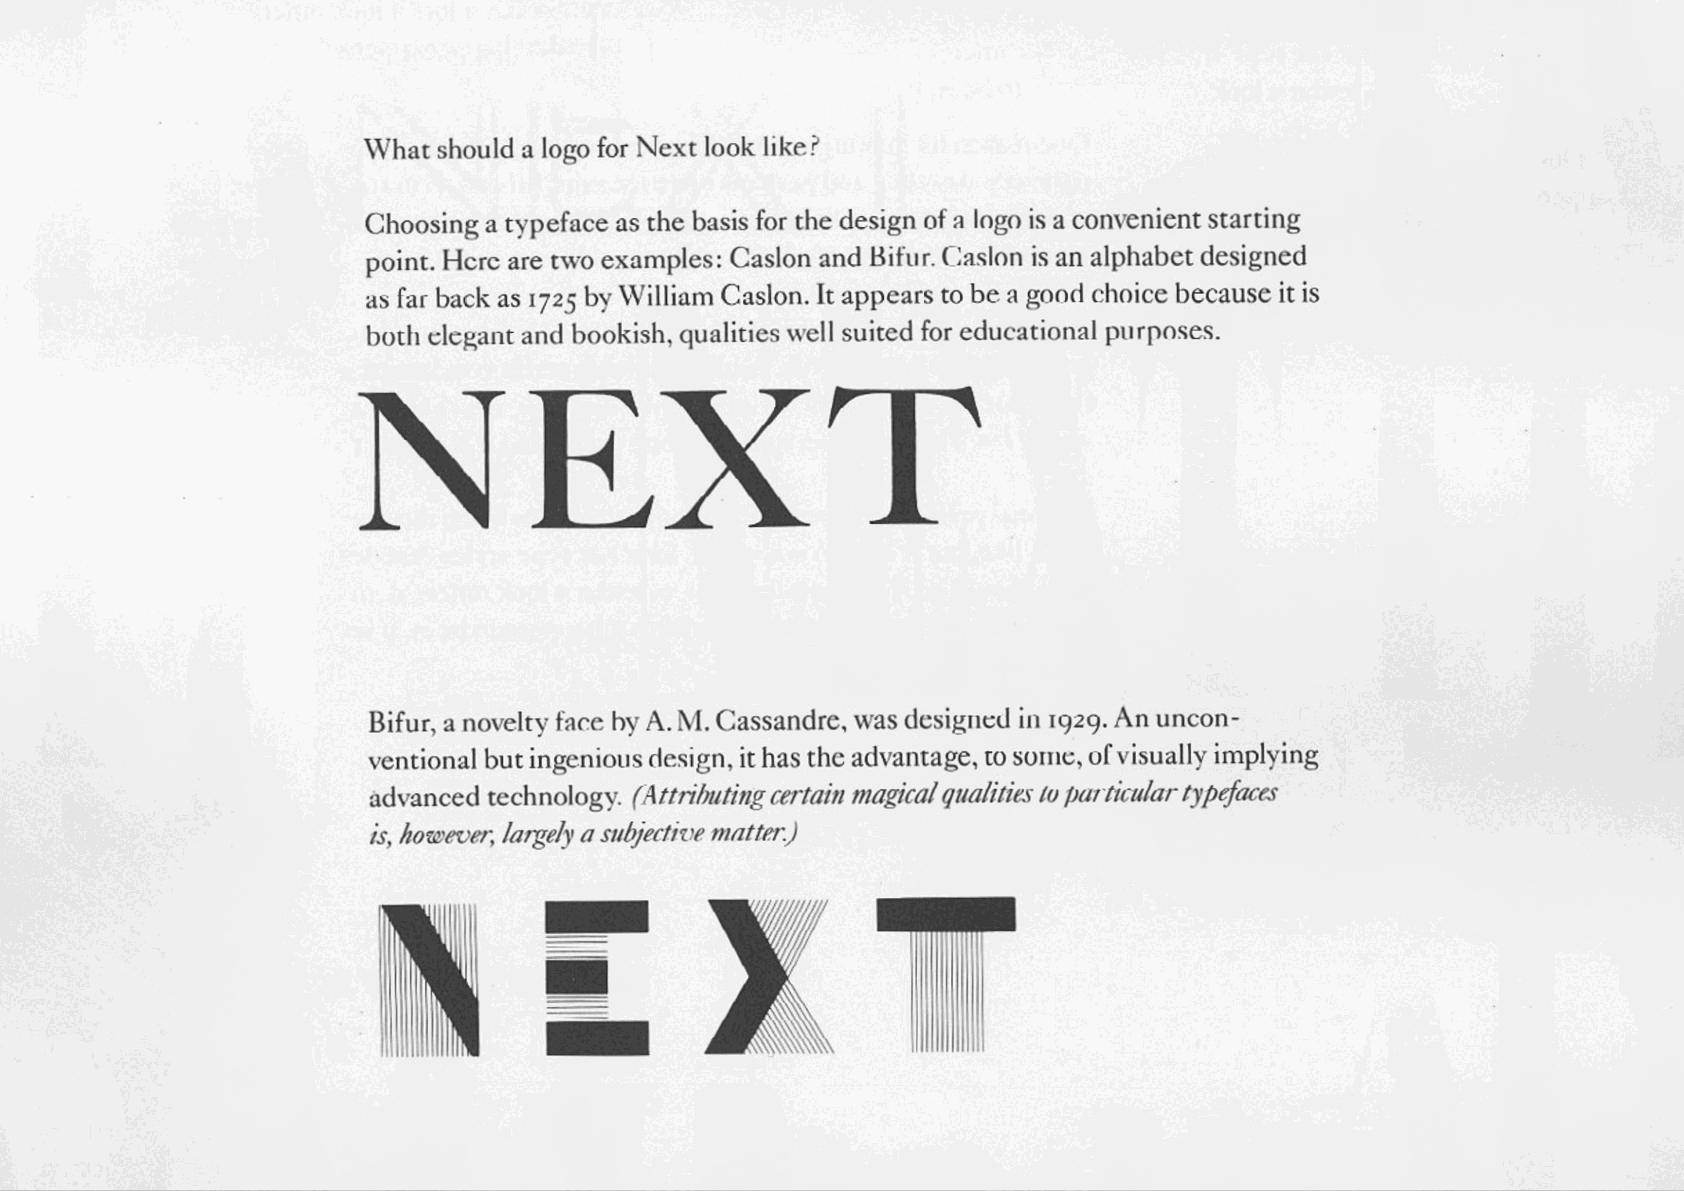 What should a logo for Next look like?
Choosing a typeface as the basis for the design of a logo is a convenient starting
point. Here are two examples: Caslon and Bifur. Caslon is an alphabet designed
as far back as 1725 by William Caslon. It appears to be a good choice because it is
both elegant and bookish, qualities well suited for educational purposes.
NEXT
Bifur, a novelty face by A. M. Cassandre, was designed in 1929. An uncon-
ventional but ingenious design, it has the advantage, to some, of visually implying
advanced technology. (Attributing certain magical qualities to particular typefaces
is, however, largely a subjective matter.)
NEXT